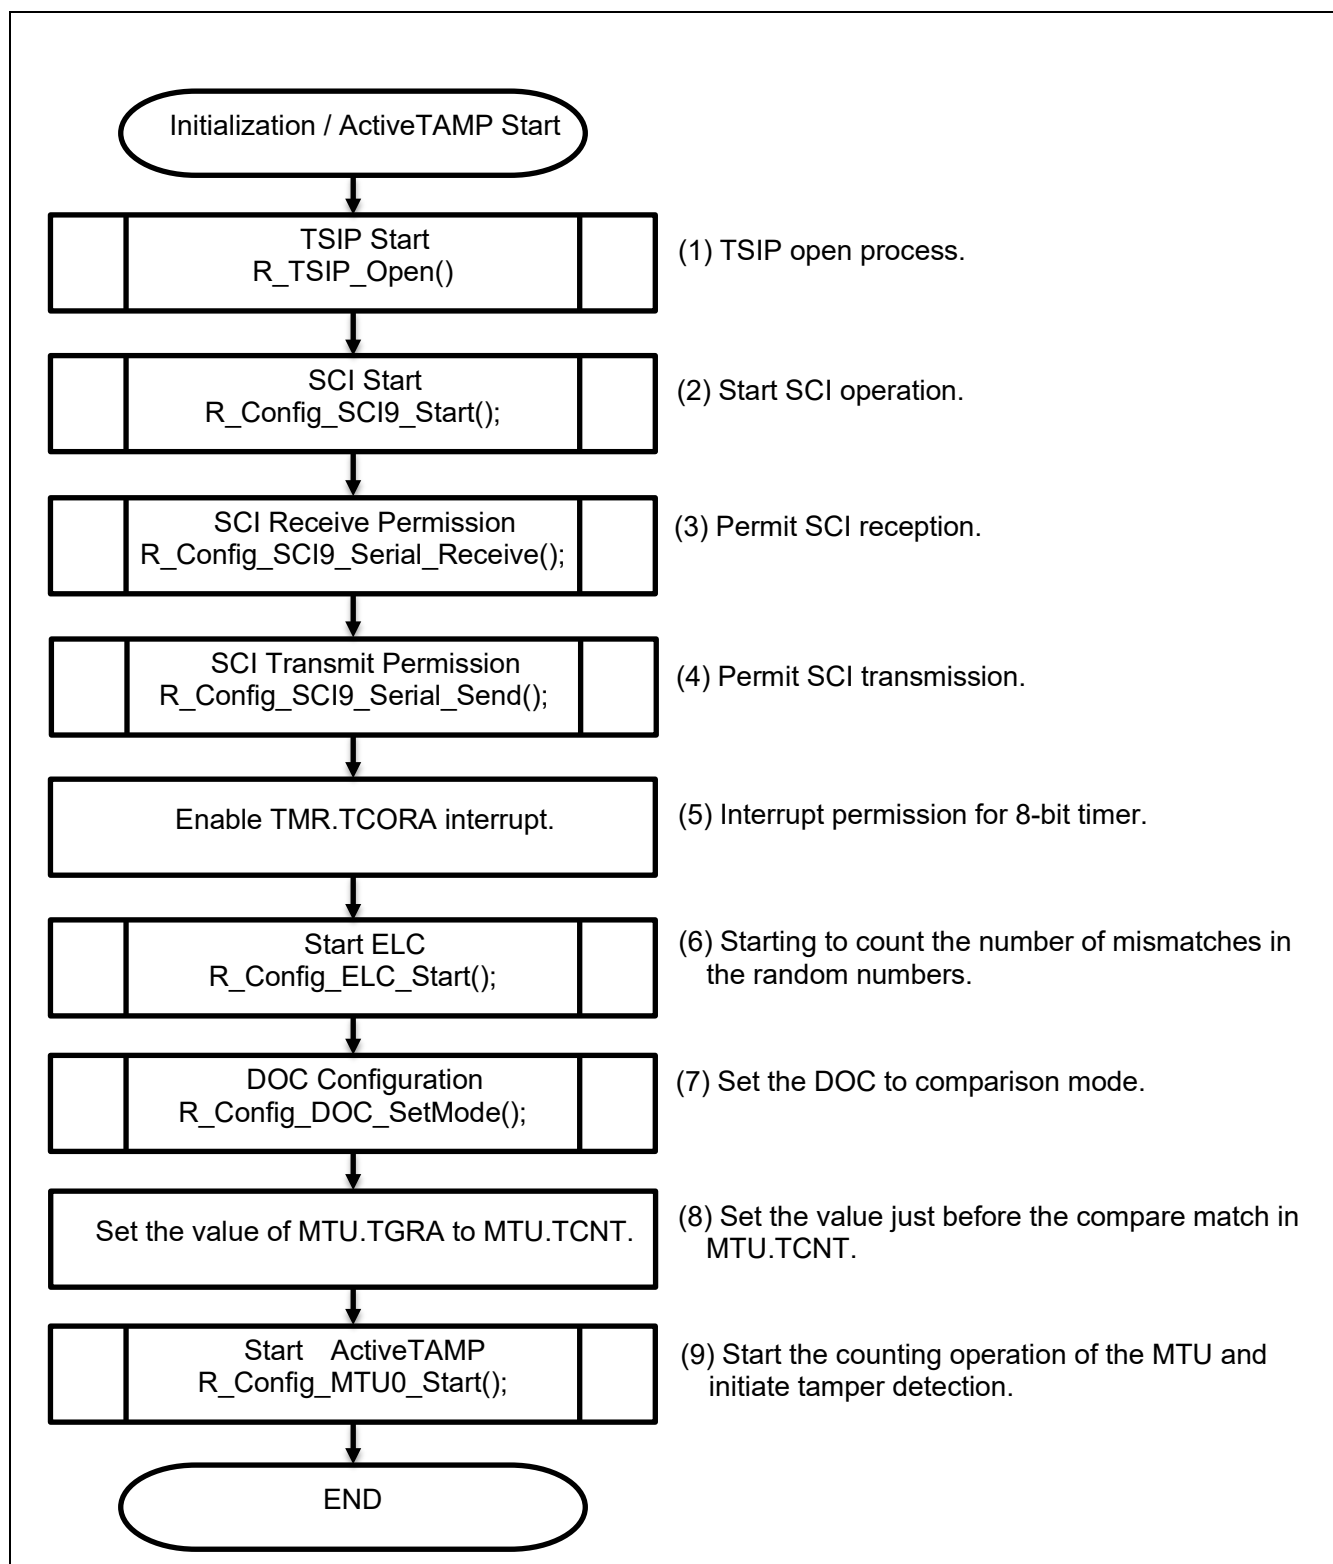 Initialization / ActiveTAMP Start
TSIP Start
R_TSIP_Open()
(1) TSIP open process.
SCI Start
R_Config_SCI9_Start();
(2) Start SCI operation.
SCI Receive Permission
R_Config_SCI9_Serial_Receive();
(3) Permit SCI reception.
SCI Transmit Permission
R_Config_SCI9_Serial_Send();
(4) Permit SCI transmission.
Enable TMR.TCORA interrupt.
(5) Interrupt permission for 8-bit timer.
Start ELC
R_Config_ELC_Start();
(6) Starting to count the number of mismatches in
the random numbers.
DOC Configuration
R_Config_DOC_SetMode();
(7) Set the DOC to comparison mode.
Set the value of MTU.TGRA to MTU.TCNT.
(8) Set the value just before the compare match in
MTU.TCNT.
Start ActiveTAMP
R_Config_MTU0_Start();
(9) Start the counting operation of the MTU and
initiate tamper detection.
END